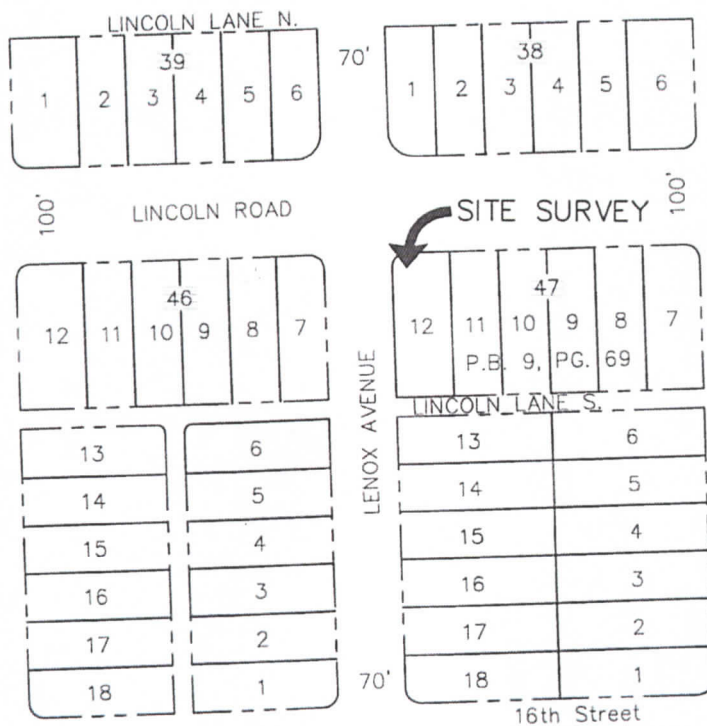 LINCOLN LANE N.
39
70'
38
1 2 3 4 5 6
1 2 3 4 5 6
100'
LINCOLN ROAD
SITE SURVEY
100'
46
47
12 11 10 9 8 7
12 11 10 9 8 7
P.B. 9, PG. 69
LENOX AVENUE
LINCOLN LANE S.
13 6
13 6
14 5
14 5
15 4
15 4
16 3
16 3
17 2
17 2
18 1
70'
18 1
16th Street